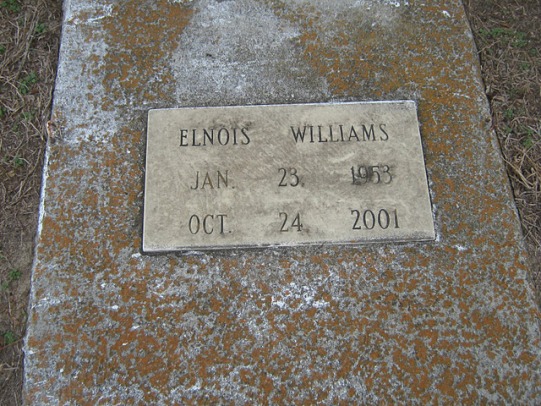 ELNOIS WILLIAMS
JAN. 23, 1953
OCT. 24 2001